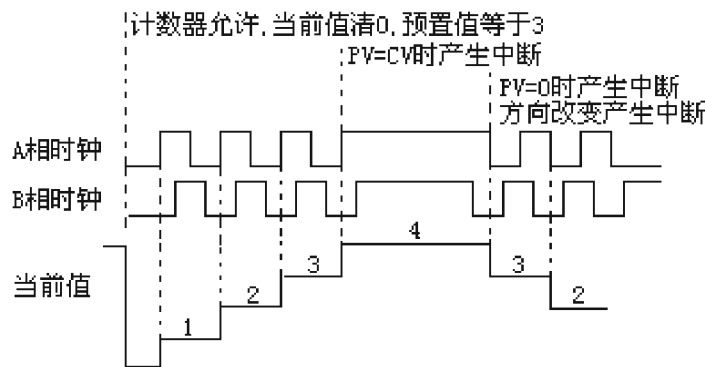 计数器允许,当前值清0,预置值等于3
PV=CV时产生中断
PV=0时产生中断
方向改变产生中断
A相时钟
B相时钟
当前值
1
2
3
4
3
2